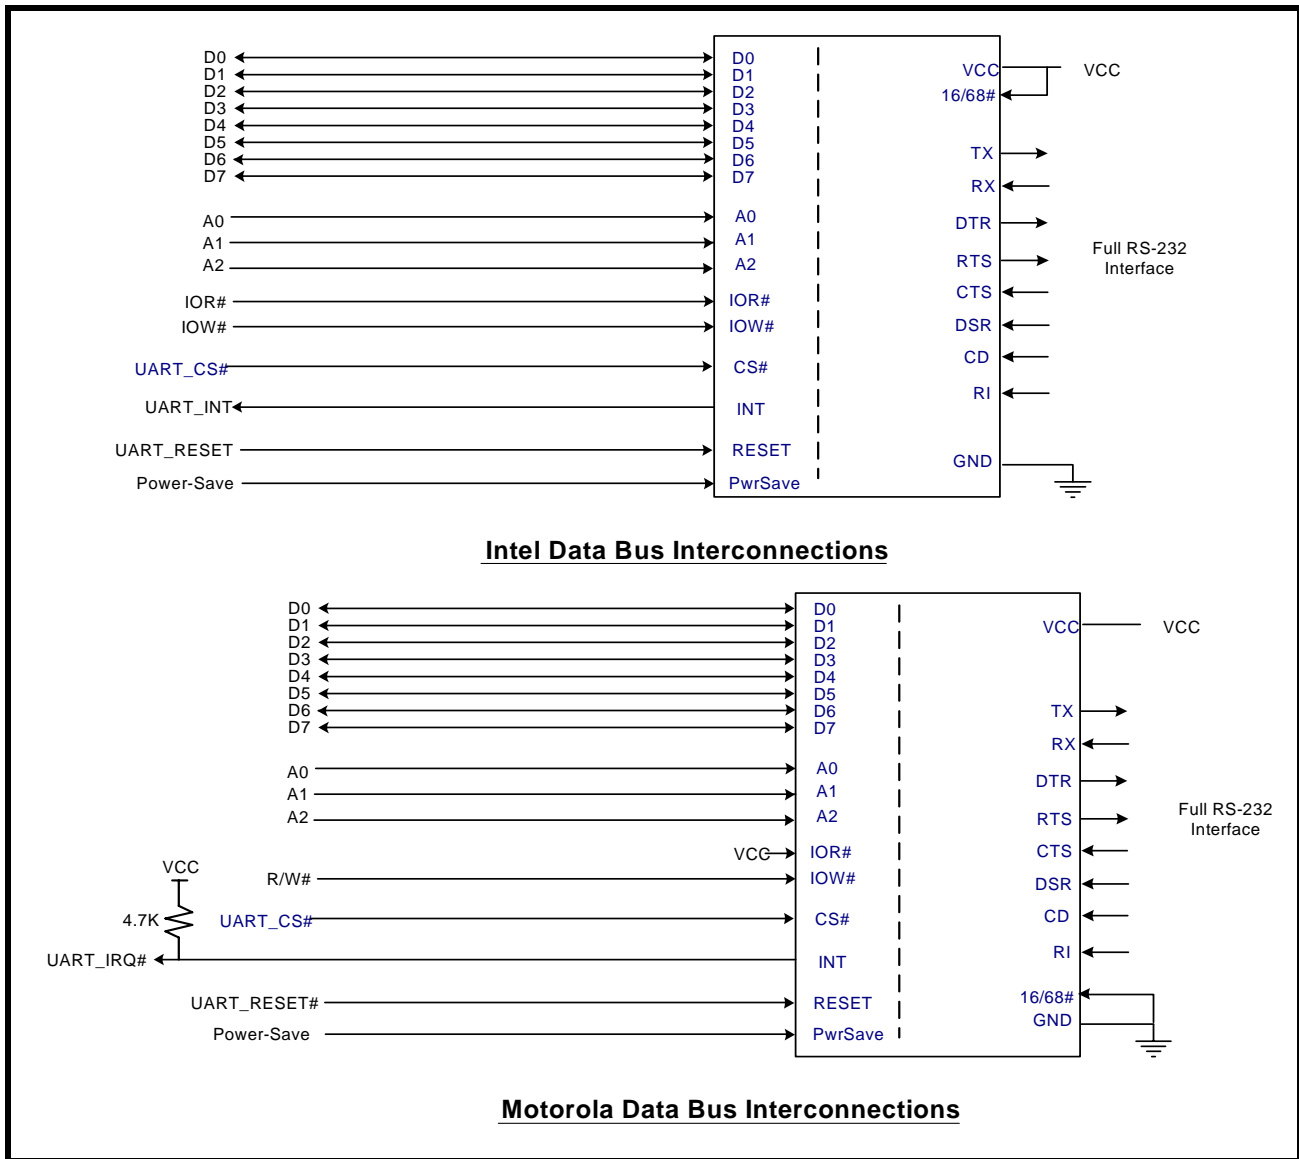 D0 D0
D1 D1
D2 D2
D3 D3
D4 D4
D5 D5
D6 D6
D7 D7
A0 A0
A1 A1
A2 A2
IOR# IOR#
IOW# IOW#
UART_CS# CS#
UART_INT INT
UART_RESET RESET
Power-Save PwrSave
VCC VCC
16/68#
TX
RX
DTR
RTS
CTS
DSR
CD
RI
GND
Full RS-232
Interface
Intel Data Bus Interconnections
D0 D0
D1 D1
D2 D2
D3 D3
D4 D4
D5 D5
D6 D6
D7 D7
A0 A0
A1 A1
A2 A2
VCC IOR#
R/W# IOW#
VCC
4.7K
UART_CS# CS#
UART_IRQ# INT
UART_RESET# RESET
Power-Save PwrSave
VCC VCC
TX
RX
DTR
RTS
CTS
DSR
CD
RI
16/68#
GND
Full RS-232
Interface
Motorola Data Bus Interconnections